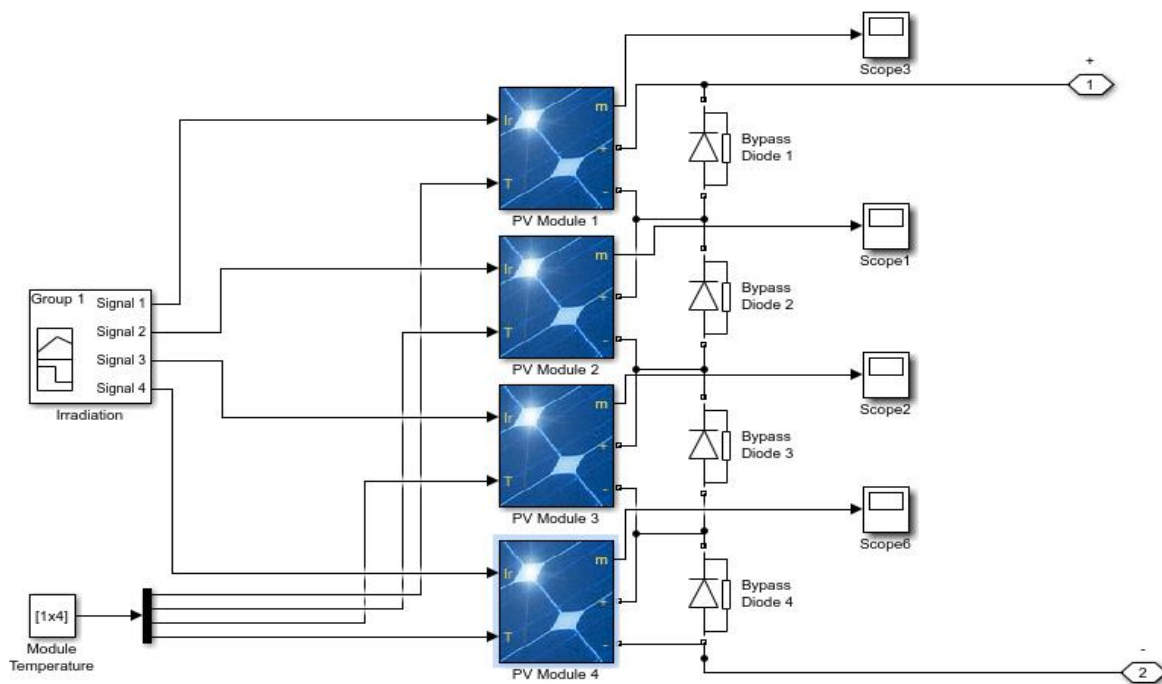 Scope3
+
1
m
Ir
+
T
-
PV Module 1
Bypass
Diode 1
Scope1
m
Ir
+
T
-
PV Module 2
Bypass
Diode 2
Group 1
Signal 1
Signal 2
Signal 3
Signal 4
Irradiation
Scope2
m
Ir
+
T
-
PV Module 3
Bypass
Diode 3
Scope6
m
Ir
+
T
-
PV Module 4
Bypass
Diode 4
[1x4]
Module
Temperature
-
2